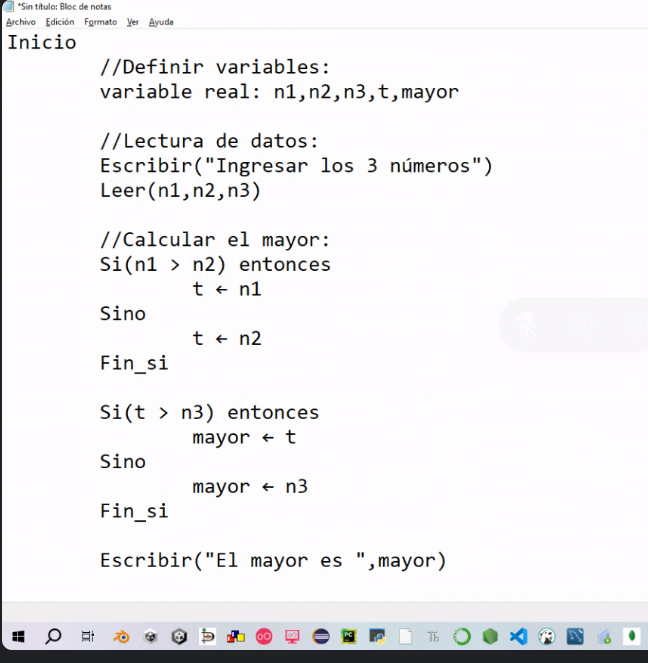 *Sin título: Bloc de notas
Archivo Edición Formato Ver Ayuda
Inicio
//Definir variables:
variable real: n1,n2,n3,t,mayor
//Lectura de datos:
Escribir("Ingresar los 3 números")
Leer(n1,n2,n3)
//Calcular el mayor:
Si(n1 > n2) entonces
t ← n1
Sino
t ← n2
Fin_si
Si(t > n3) entonces
mayor ← t
Sino
mayor ← n3
Fin_si
Escribir("El mayor es ",mayor)